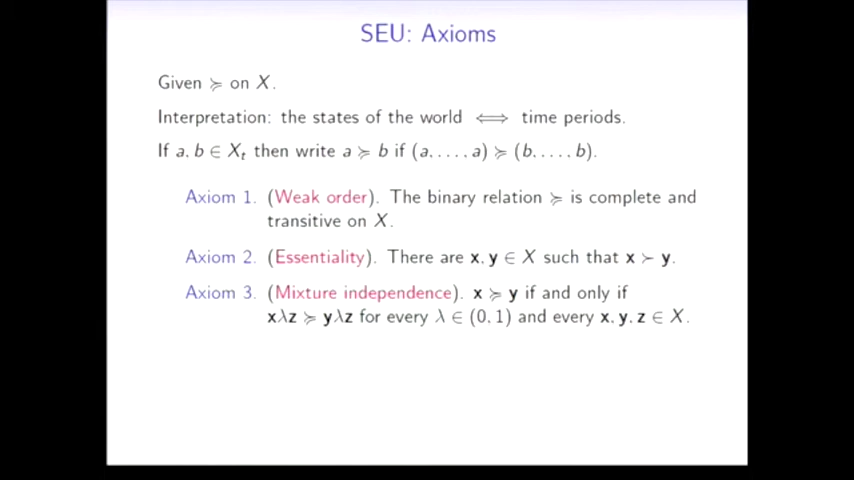 SEU: Axioms
Given ≽ on X.
Interpretation: the states of the world ⟺ time periods.
If a, b ∈ Xₜ then write a ≽ b if (a, . . . , a) ≽ (b, . . . , b).
Axiom 1. (Weak order). The binary relation ≽ is complete and
transitive on X.
Axiom 2. (Essentiality). There are x, y ∈ X such that x ≻ y.
Axiom 3. (Mixture independence). x ≽ y if and only if
xλz ≽ yλz for every λ ∈ (0, 1) and every x, y, z ∈ X.